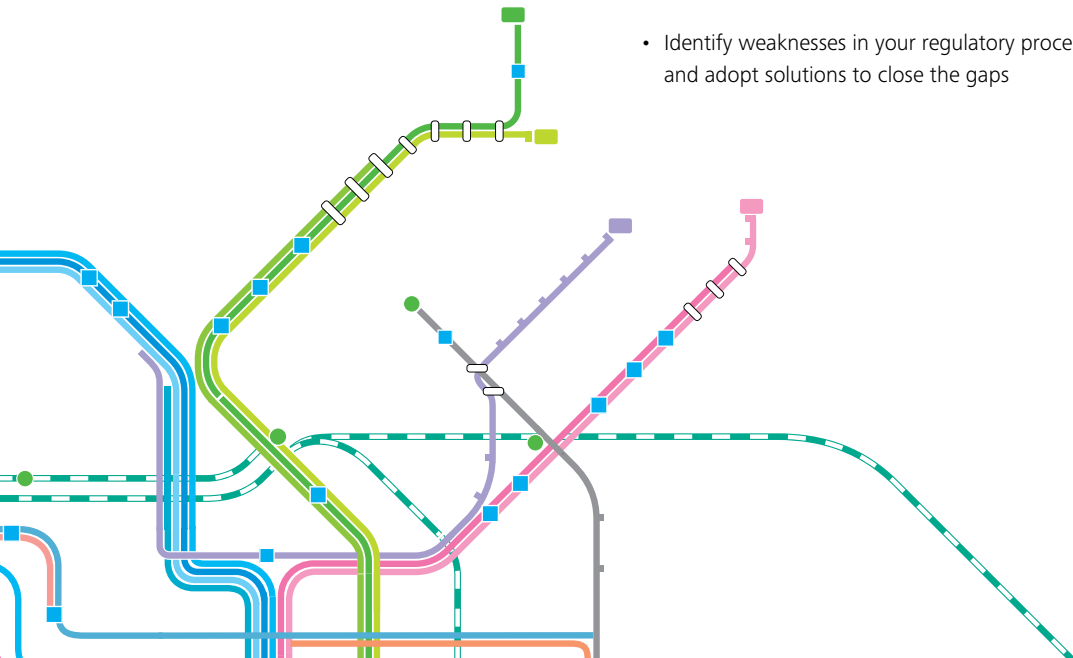 • Identify weaknesses in your regulatory proce
and adopt solutions to close the gaps